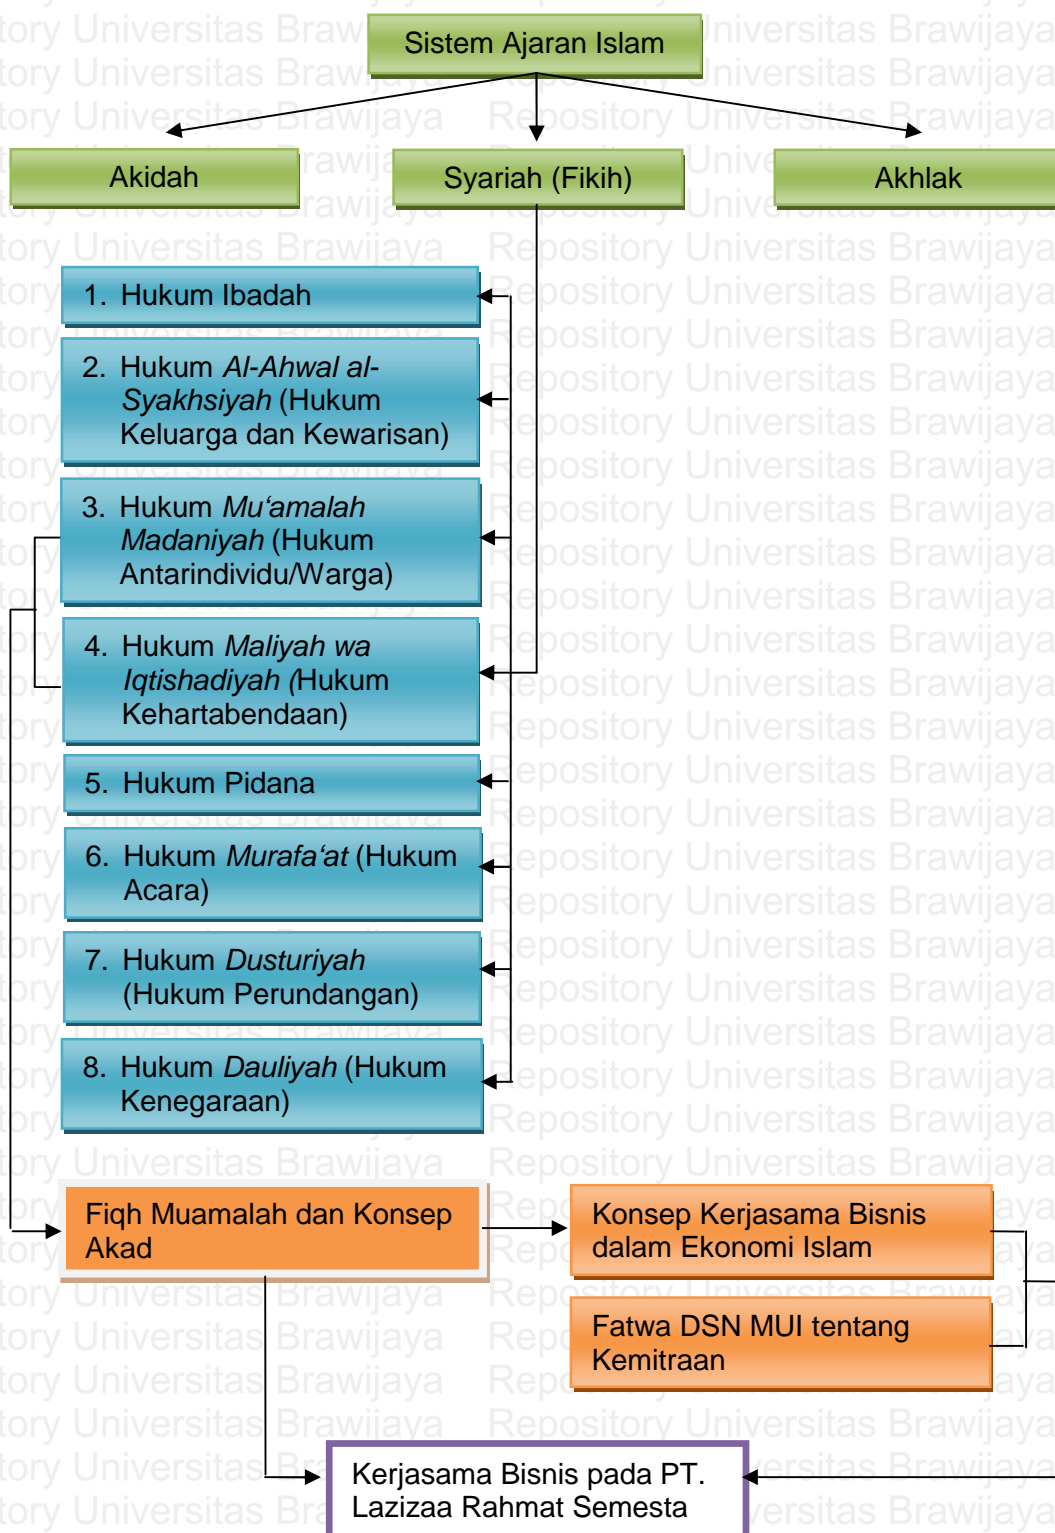 Sistem Ajaran Islam
Akidah
Syariah (Fikih)
Akhlak
1. Hukum Ibadah
2. Hukum Al-Ahwal al-
Syakhsiyah (Hukum
Keluarga dan Kewarisan)
3. Hukum Mu‘amalah
Madaniyah (Hukum
Antarindividu/Warga)
4. Hukum Maliyah wa
Iqtishadiyah (Hukum
Kehartabendaan)
5. Hukum Pidana
6. Hukum Murafa‘at (Hukum
Acara)
7. Hukum Dusturiyah
(Hukum Perundangan)
8. Hukum Dauliyah (Hukum
Kenegaraan)
Fiqh Muamalah dan Konsep
Akad
Konsep Kerjasama Bisnis
dalam Ekonomi Islam
Fatwa DSN MUI tentang
Kemitraan
Kerjasama Bisnis pada PT.
Lazizaa Rahmat Semesta